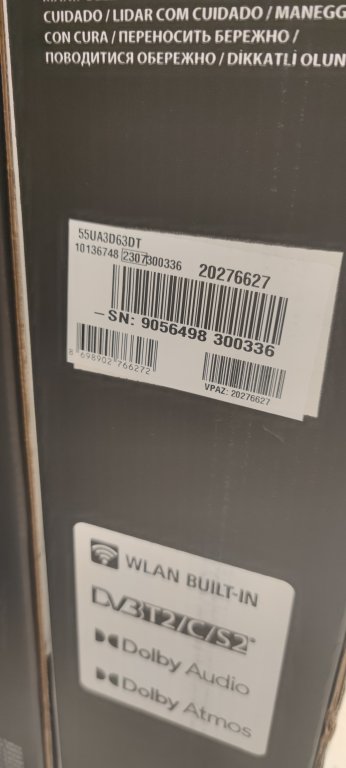 CUIDADO / LIDAR COM CUIDADO / MANEGG
CON CURA / ПЕРЕНОСИТЬ БЕРЕЖНО /
ПОВОДИТИСЯ ОБЕРЕЖНО / DİKKATLİ OLUN
55UA3D63DT
10136748 2307300336 20276627
SN: 9056498 300336
8 698902 766272
VPAZ: 20276627
WLAN BUILT-IN
DVB T2/C/S2
Dolby Audio
Dolby Atmos